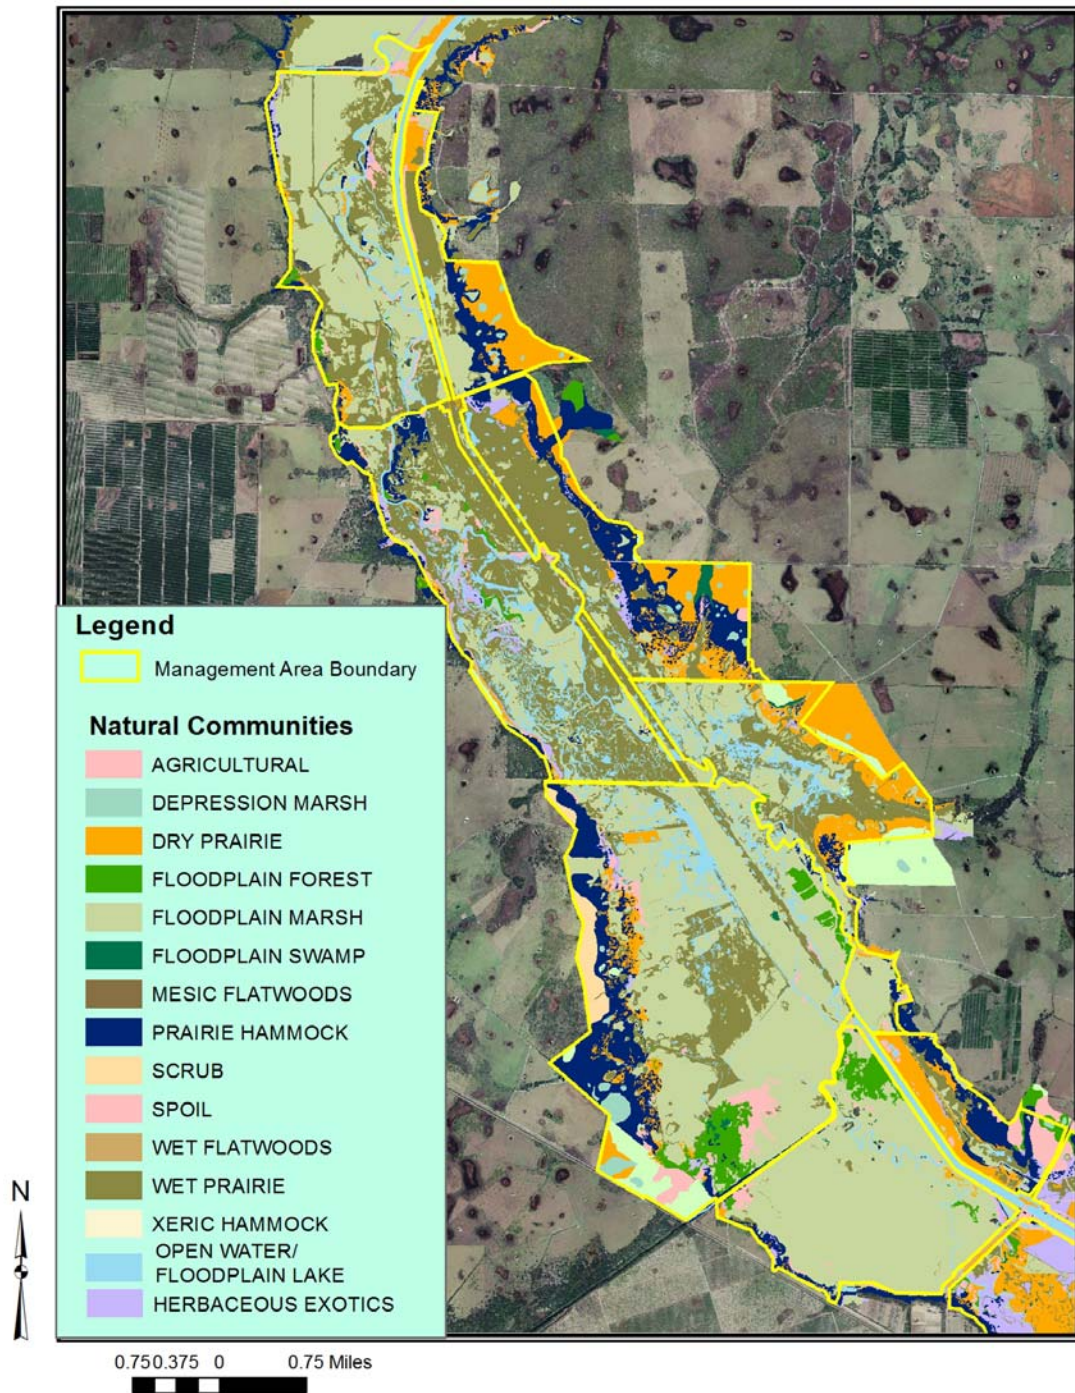 Legend
Management Area Boundary
Natural Communities
AGRICULTURAL
DEPRESSION MARSH
DRY PRAIRIE
FLOODPLAIN FOREST
FLOODPLAIN MARSH
FLOODPLAIN SWAMP
MESIC FLATWOODS
PRAIRIE HAMMOCK
SCRUB
SPOIL
WET FLATWOODS
WET PRAIRIE
XERIC HAMMOCK
OPEN WATER/
FLOODPLAIN LAKE
HERBACEOUS EXOTICS
N
0.75 0.375 0 0.75 Miles